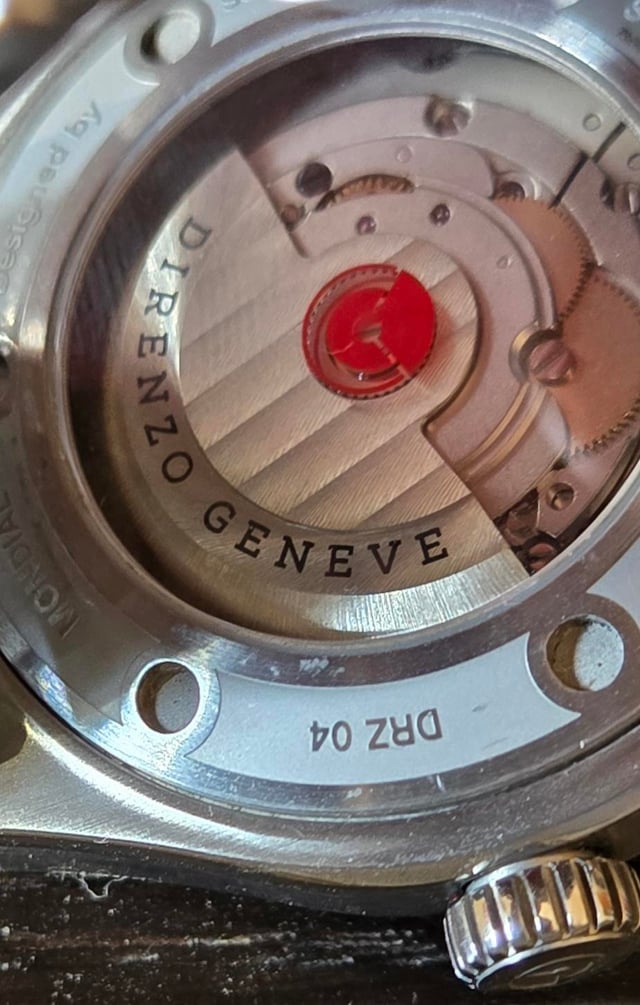 DIRENZO GENEVE
Designed by
MONDIAL
DRZ 04